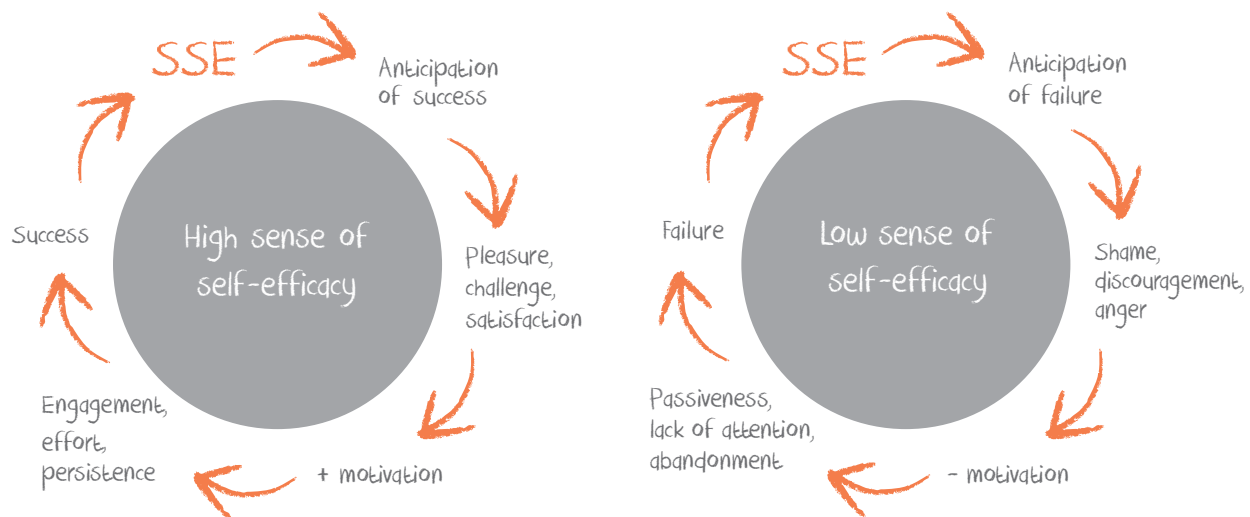 SSE
Anticipation
of success
Pleasure,
challenge,
satisfaction
+ motivation
Engagement,
effort,
persistence
Success
High sense of
self-efficacy
SSE
Anticipation
of failure
Shame,
discouragement,
anger
- motivation
Passiveness,
lack of attention,
abandonment
Failure
Low sense of
self-efficacy